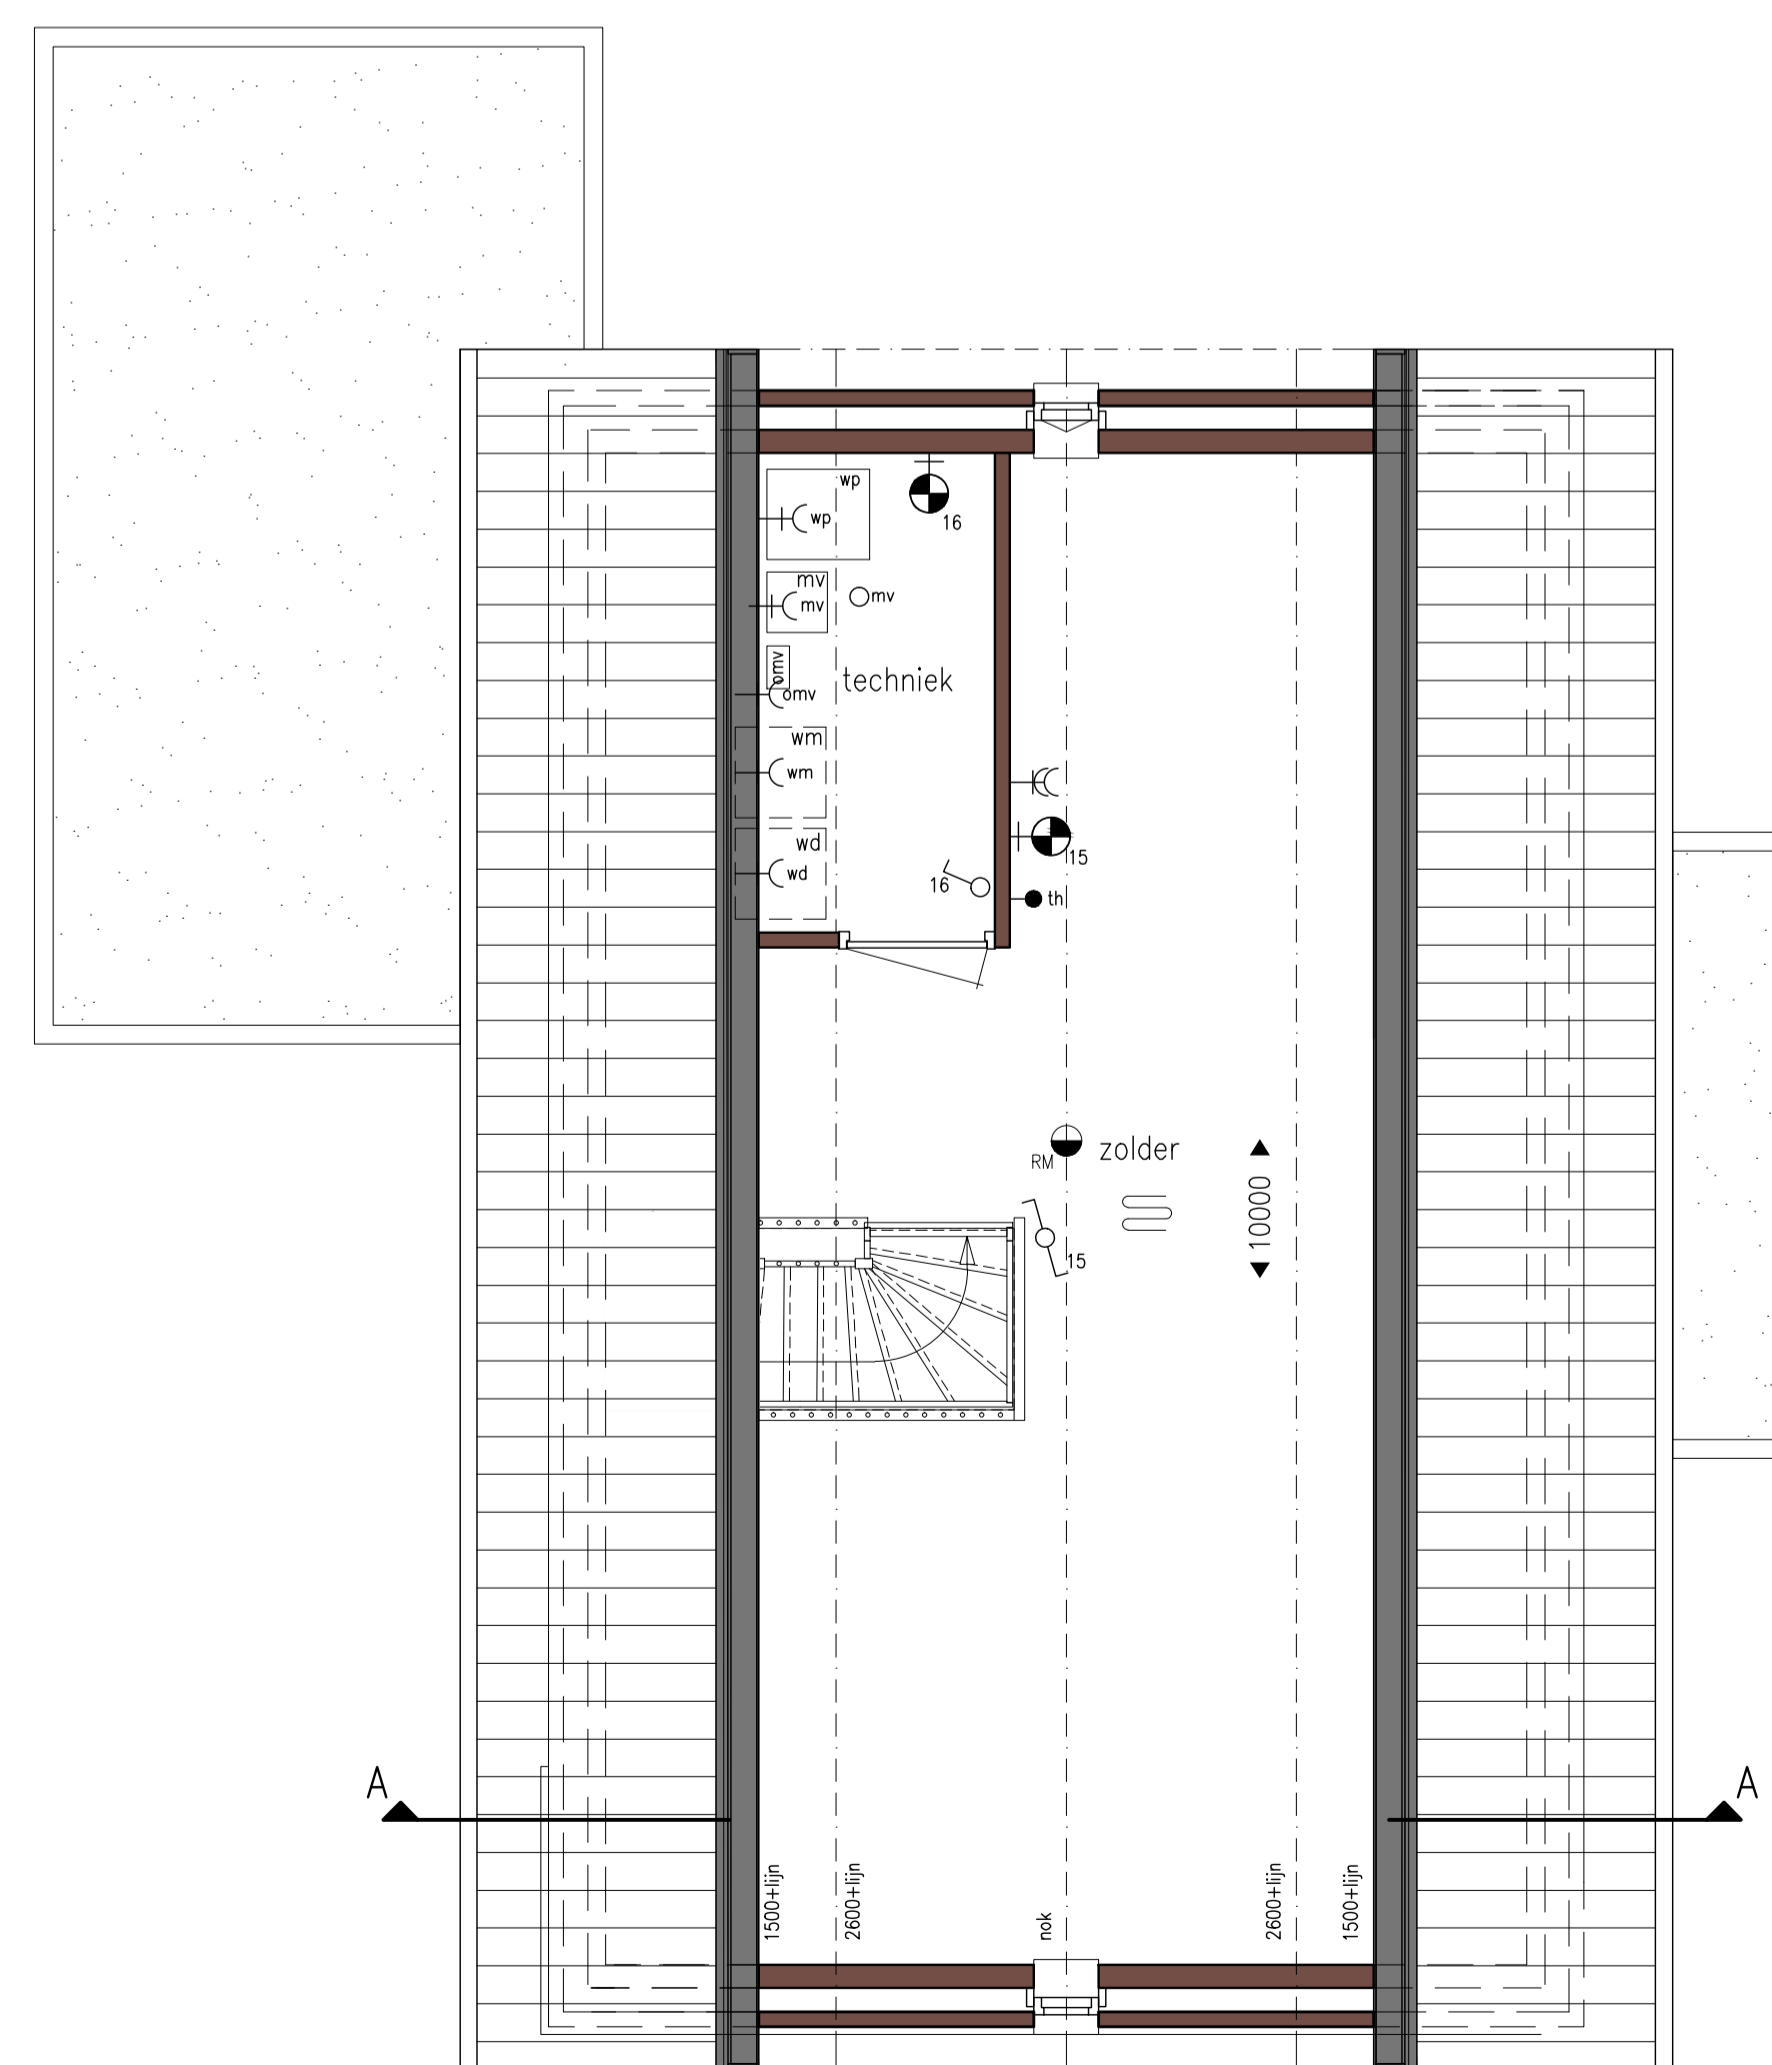 wp
wp
16
mv
mv
mv
omv
omv
techniek
wm
wm
wd
wd
16
15
th
RM
zolder
10000
15
A
A
1500+lijn
2600+lijn
nok
2600+lijn
1500+lijn